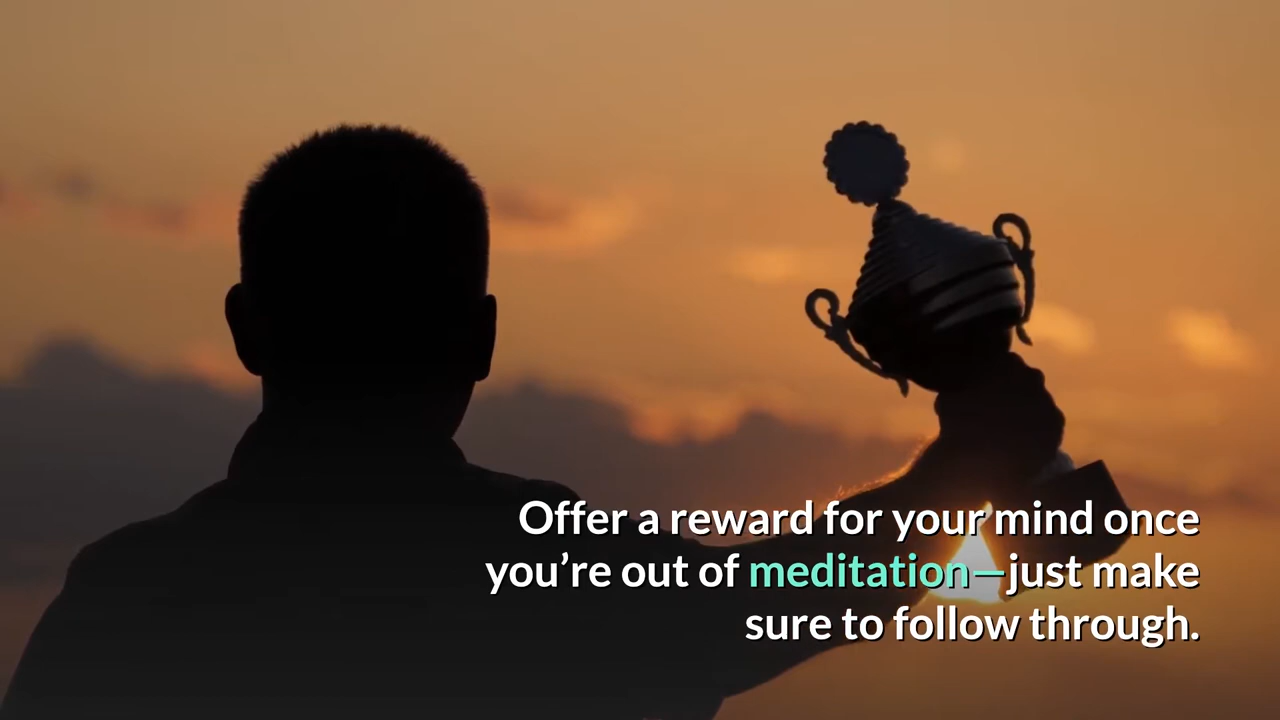 Offer a reward for your mind once
you’re out of meditation—just make
sure to follow through.